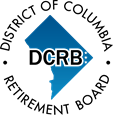 DISTRICT OF COLUMBIA
DCRB
RETIREMENT BOARD